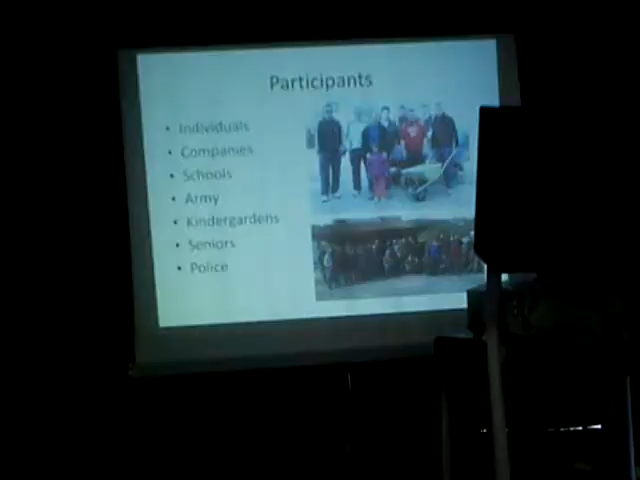 Participants
• Individuals
• Companies
• Schools
• Army
• Kindergardens
• Seniors
• Police